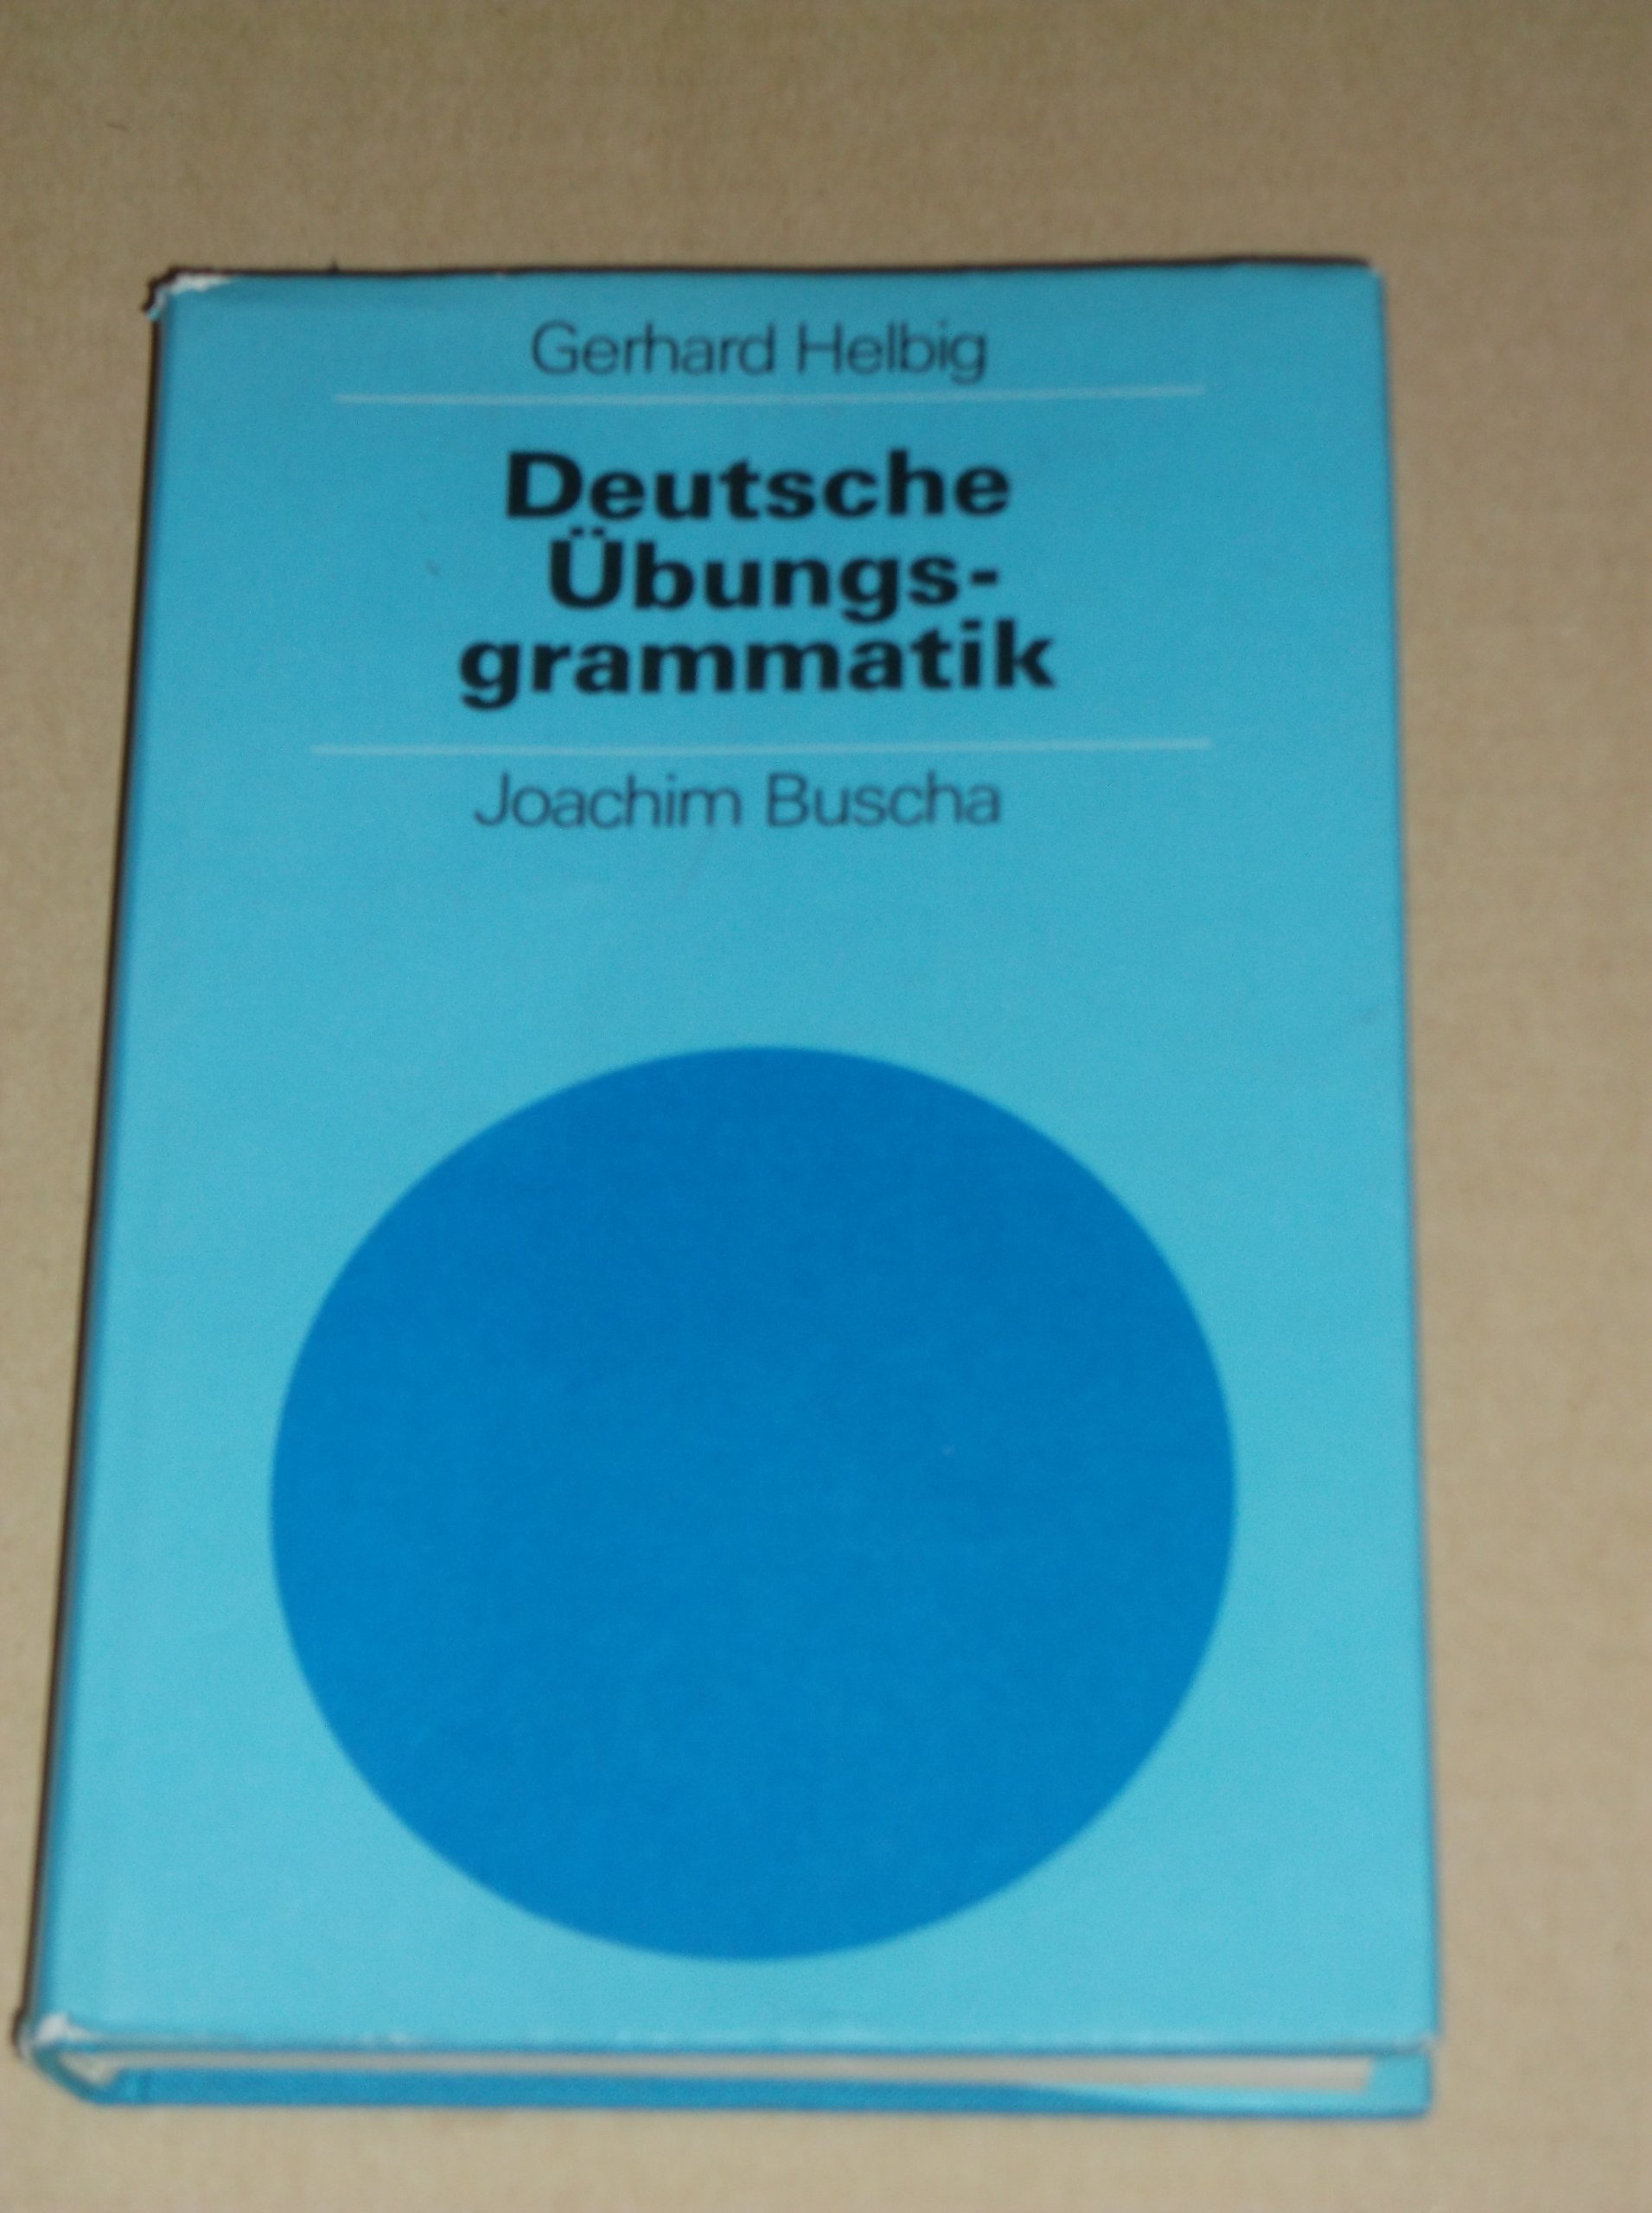 Gerhard Helbig
Deutsche
Übungs-
grammatik
Joachim Buscha